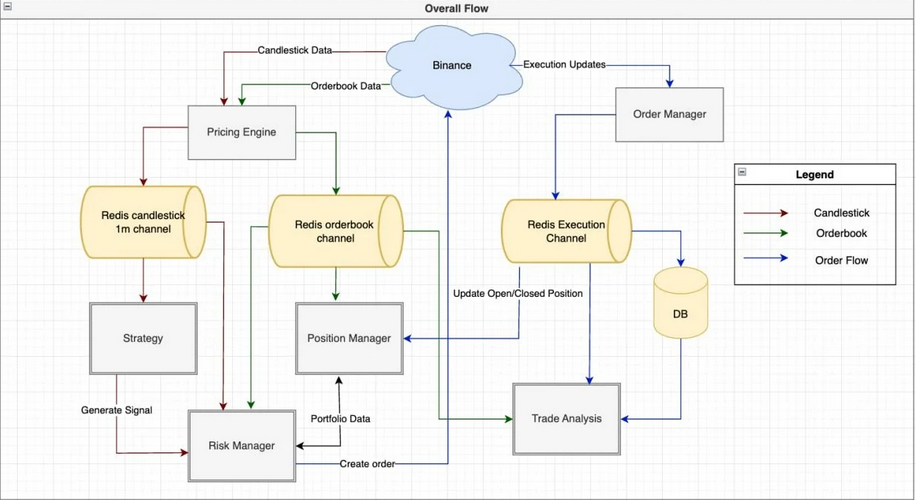 Overall Flow
Candlestick Data
Binance
Execution Updates
Orderbook Data
Order Manager
Pricing Engine
Legend
Candlestick
Orderbook
Order Flow
Redis candlestick
1m channel
Redis orderbook
channel
Redis Execution
Channel
Update Open/Closed Position
DB
Strategy
Position Manager
Generate Signal
Portfolio Data
Trade Analysis
Risk Manager
Create order